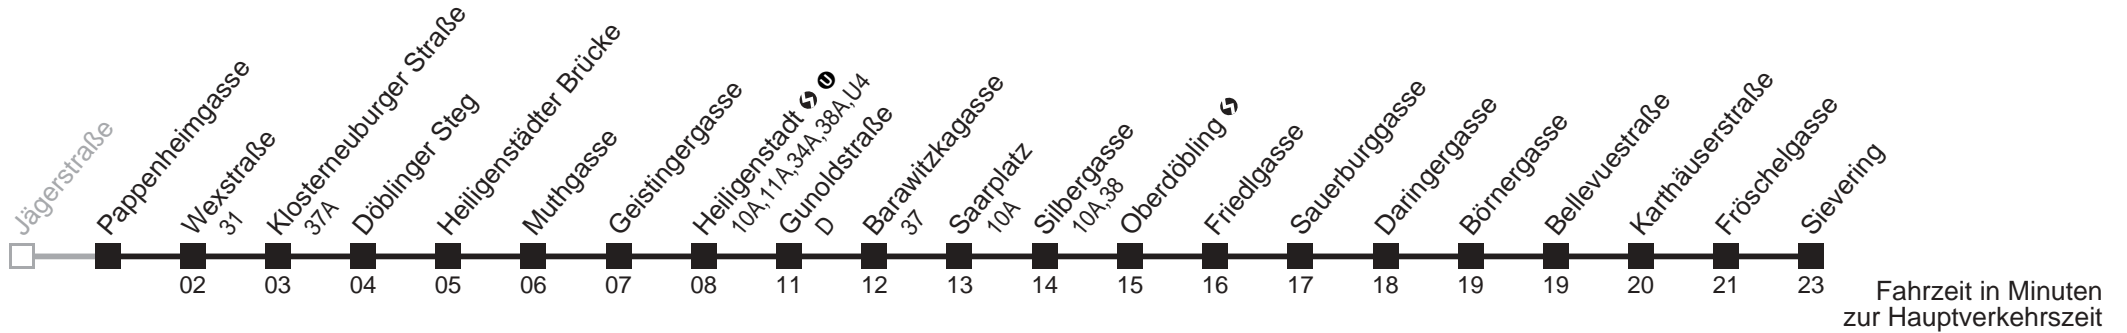 Jägerstraße
Pappenheimgasse
Wexstraße
31
Klosterneuburger Straße
37A
Döblinger Steg
Heiligenstädter Brücke
Muthgasse
Geistingergasse
Heiligenstadt
U
10A,11A,34A,38A,U4
Gunoldstraße
D
Barawitzkagasse
37
Saarplatz
10A
Silbergasse
10A,38
Oberdöbling
Friedlgasse
Sauerburggasse
Daringergasse
Börnergasse
Bellevuestraße
Karthäuserstraße
Fröschelgasse
Sievering
02 03 04 05 06 07 08 11 12 13 14 15 16 17 18 19 19 20 21 23
Fahrzeit in Minuten
zur Hauptverkehrszeit